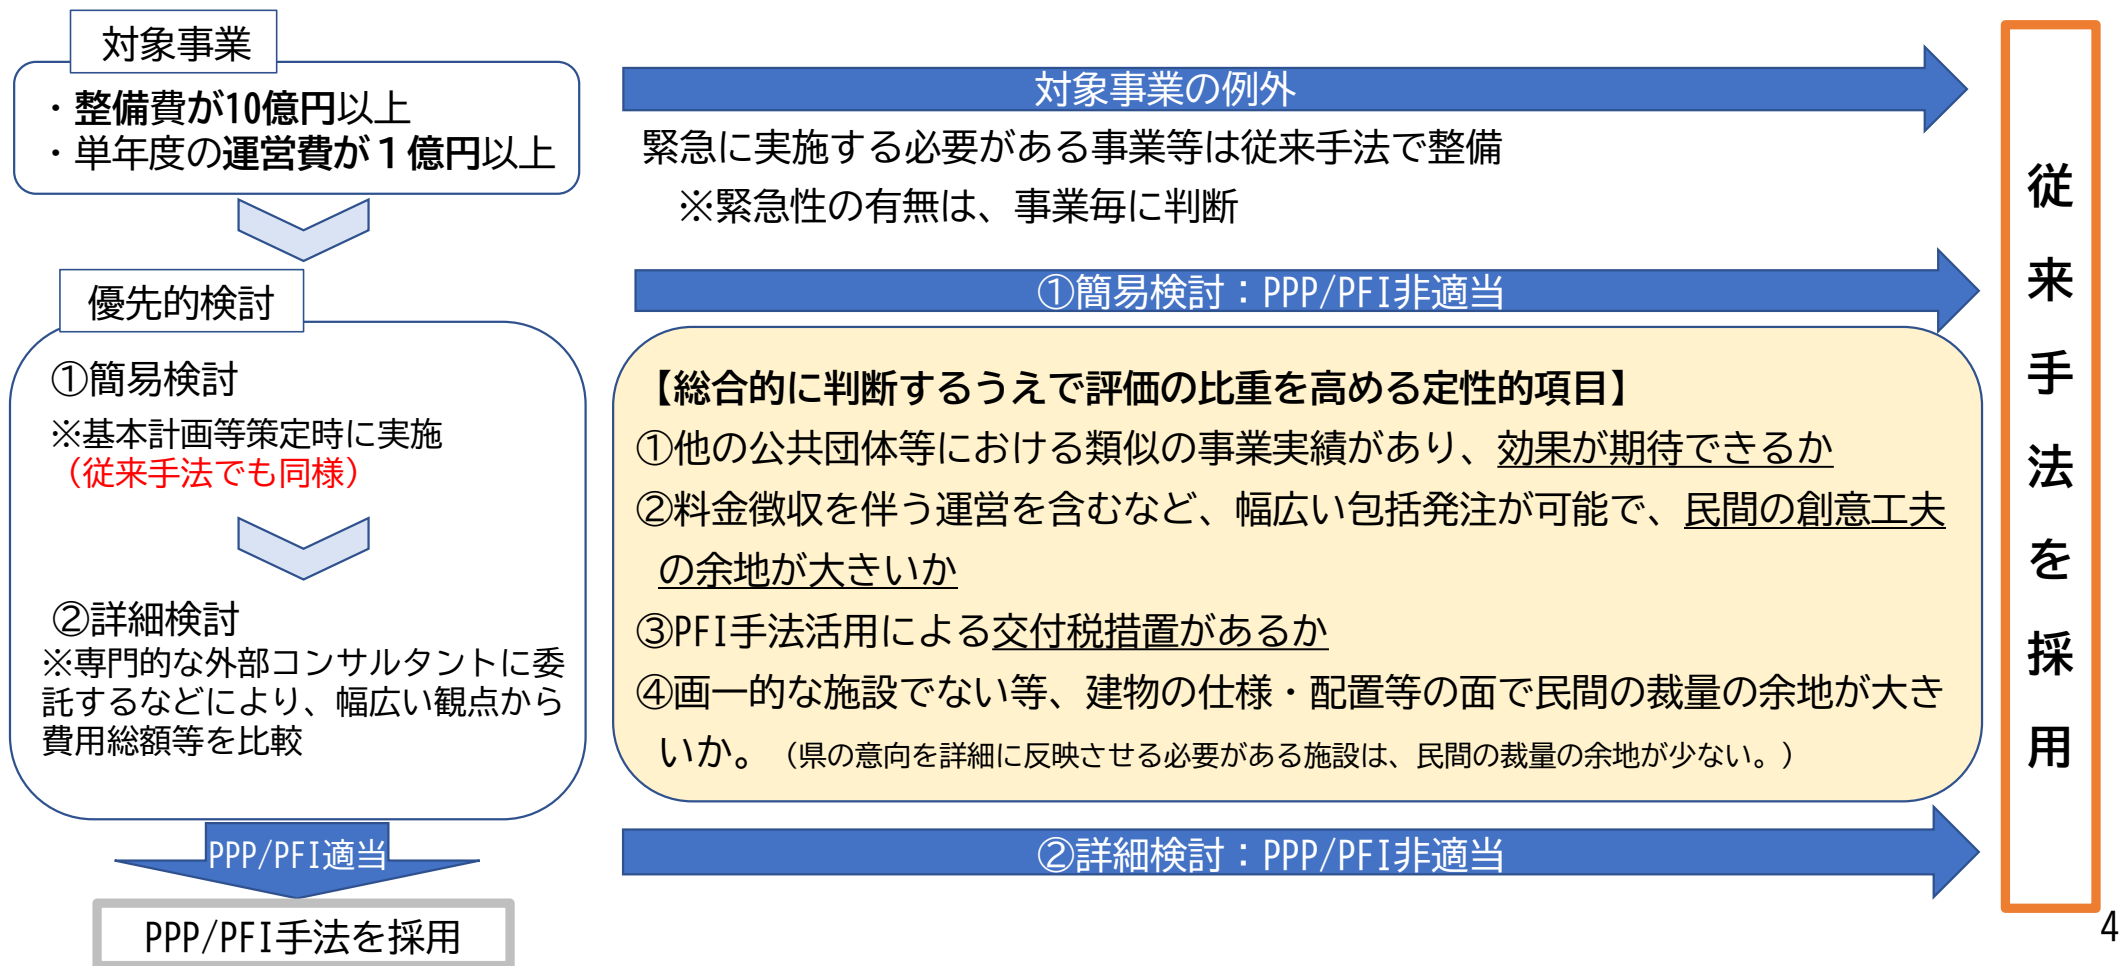 対象事業
・整備費が10億円以上
・単年度の運営費が１億円以上
対象事業の例外
緊急に実施する必要がある事業等は従来手法で整備
※緊急性の有無は、事業毎に判断
優先的検討
①簡易検討
※基本計画等策定時に実施
（従来手法でも同様）
②詳細検討
※専門的な外部コンサルタントに委
託するなどにより、幅広い観点から
費用総額等を比較
①簡易検討：PPP/PFI非適当
【総合的に判断するうえで評価の比重を高める定性的項目】
①他の公共団体等における類似の事業実績があり、効果が期待できるか
②料金徴収を伴う運営を含むなど、幅広い包括発注が可能で、民間の創意工夫
の余地が大きいか
③PFI手法活用による交付税措置があるか
④画一的な施設でない等、建物の仕様・配置等の面で民間の裁量の余地が大き
いか。（県の意向を詳細に反映させる必要がある施設は、民間の裁量の余地が少ない。）
②詳細検討：PPP/PFI非適当
PPP/PFI適当
PPP/PFI手法を採用
従来手法を採用
4